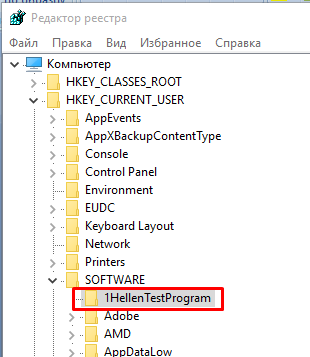 Редактор реестра
Файл Правка Вид Избранное Справка
Компьютер
HKEY_CLASSES_ROOT
HKEY_CURRENT_USER
AppEvents
AppXBackupContentType
Console
Control Panel
Environment
EUDC
Keyboard Layout
Network
Printers
SOFTWARE
1HellenTestProgram
Adobe
AMD
AppDataLow